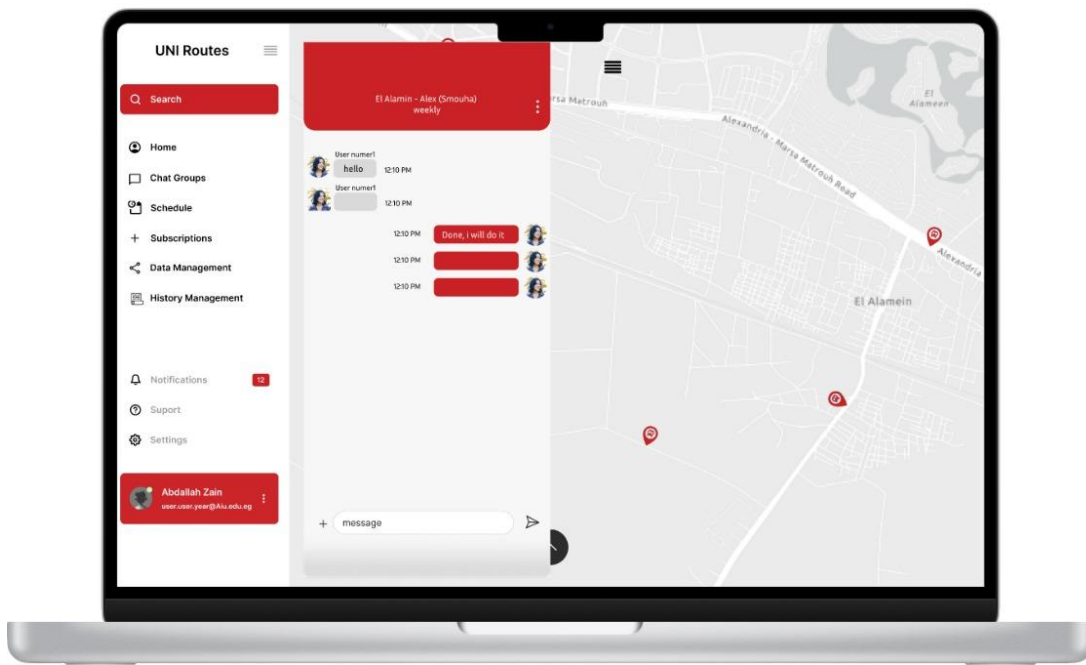 UNI Routes
Search
Home
Chat Groups
Schedule
Subscriptions
Data Management
History Management
Notifications
12
Suport
Settings
Abdallah Zain
user.user.year@Aiu.edu.eg
El Alamin - Alex (Smouha)
weekly
User numer1
hello
12:10 PM
User numer1
12:10 PM
12:10 PM
Done, i will do it
12:10 PM
12:10 PM
message
rsa Matrouh
Alexandria - Marsa Matrouh Road
El
Alameen
Alexandria
El Alamein